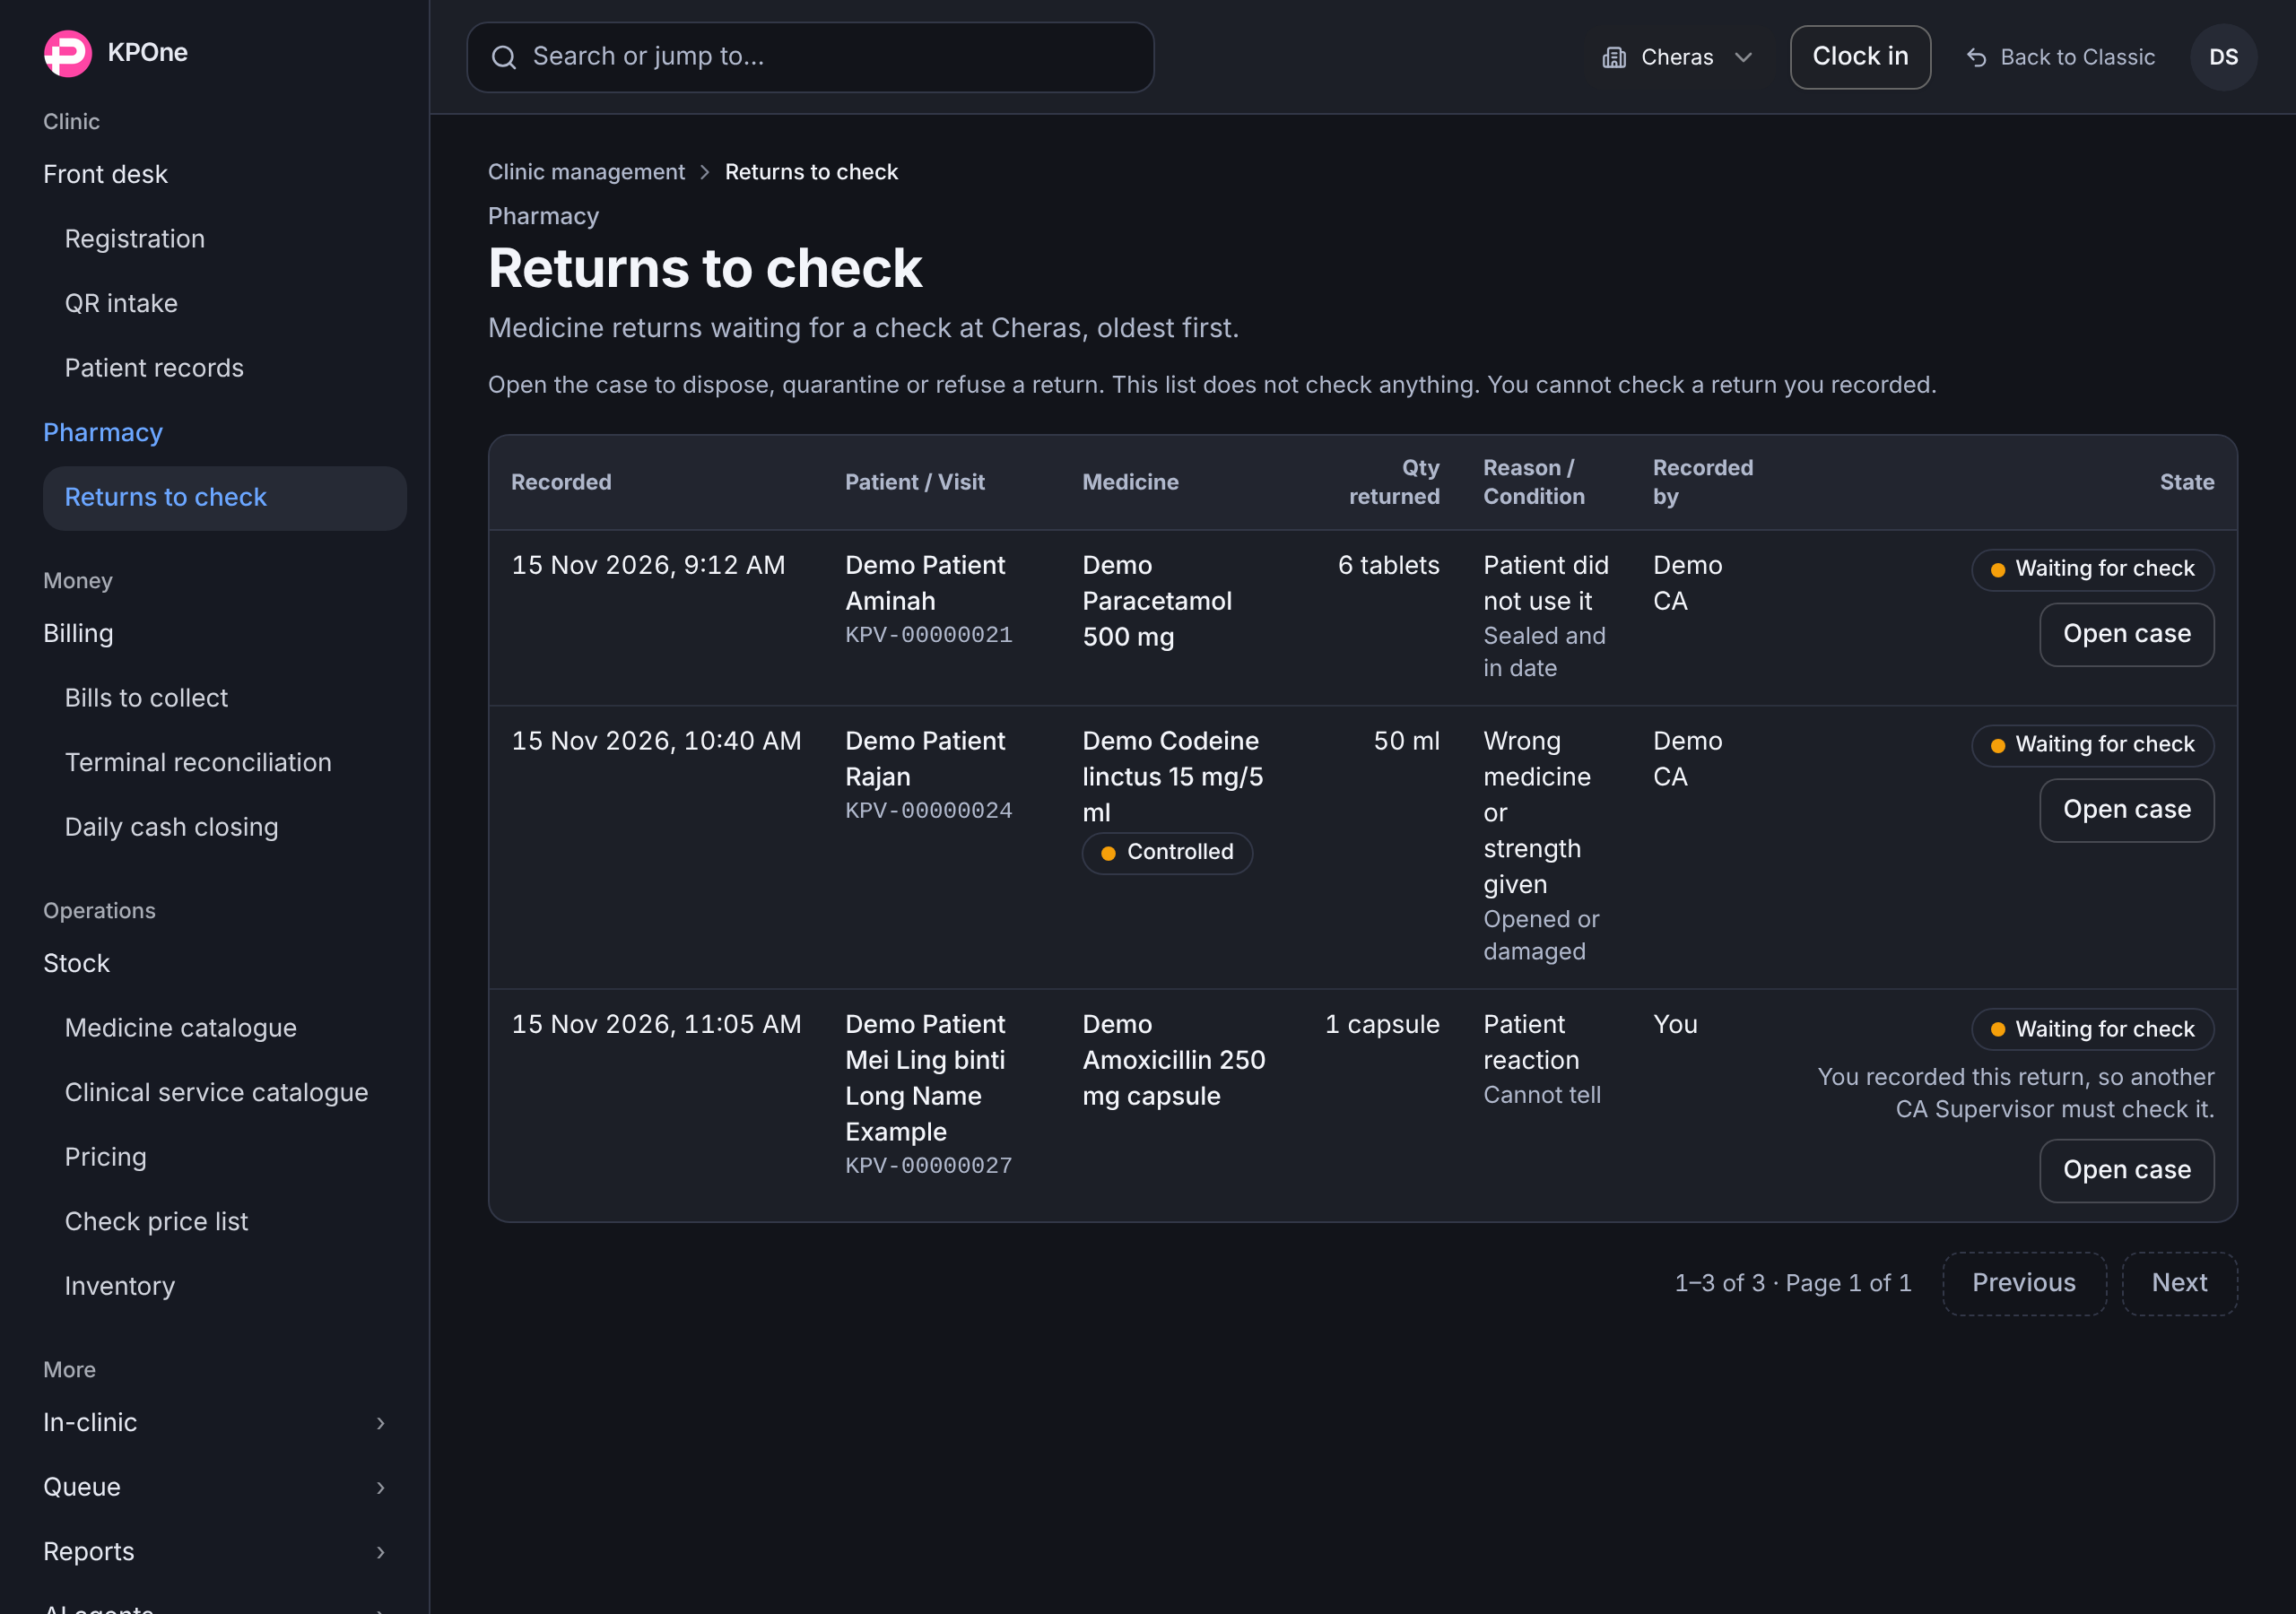 KPOne
Clinic
Front desk
Registration
QR intake
Patient records
Pharmacy
Returns to check
Money
Billing
Bills to collect
Terminal reconciliation
Daily cash closing
Operations
Stock
Medicine catalogue
Clinical service catalogue
Pricing
Check price list
Inventory
More
In-clinic
Queue
Reports
AI agents
Search or jump to...
Cheras
Clock in
Back to Classic
DS
Clinic management > Returns to check
Pharmacy
Returns to check
Medicine returns waiting for a check at Cheras, oldest first.
Open the case to dispose, quarantine or refuse a return. This list does not check anything. You cannot check a return you recorded.
Recorded
Patient / Visit
Medicine
Qty
returned
Reason /
Condition
Recorded
by
State
15 Nov 2026, 9:12 AM
Demo Patient
Aminah
KPV-00000021
Demo
Paracetamol
500 mg
6 tablets
Patient did
not use it
Sealed and
in date
Demo
CA
Waiting for check
Open case
15 Nov 2026, 10:40 AM
Demo Patient
Rajan
KPV-00000024
Demo Codeine
linctus 15 mg/5
ml
Controlled
50 ml
Wrong
medicine
or
strength
given
Opened or
damaged
Demo
CA
Waiting for check
Open case
15 Nov 2026, 11:05 AM
Demo Patient
Mei Ling binti
Long Name
Example
KPV-00000027
Demo
Amoxicillin 250
mg capsule
1 capsule
Patient
reaction
Cannot tell
You
Waiting for check
You recorded this return, so another
CA Supervisor must check it.
Open case
1–3 of 3 · Page 1 of 1
Previous
Next